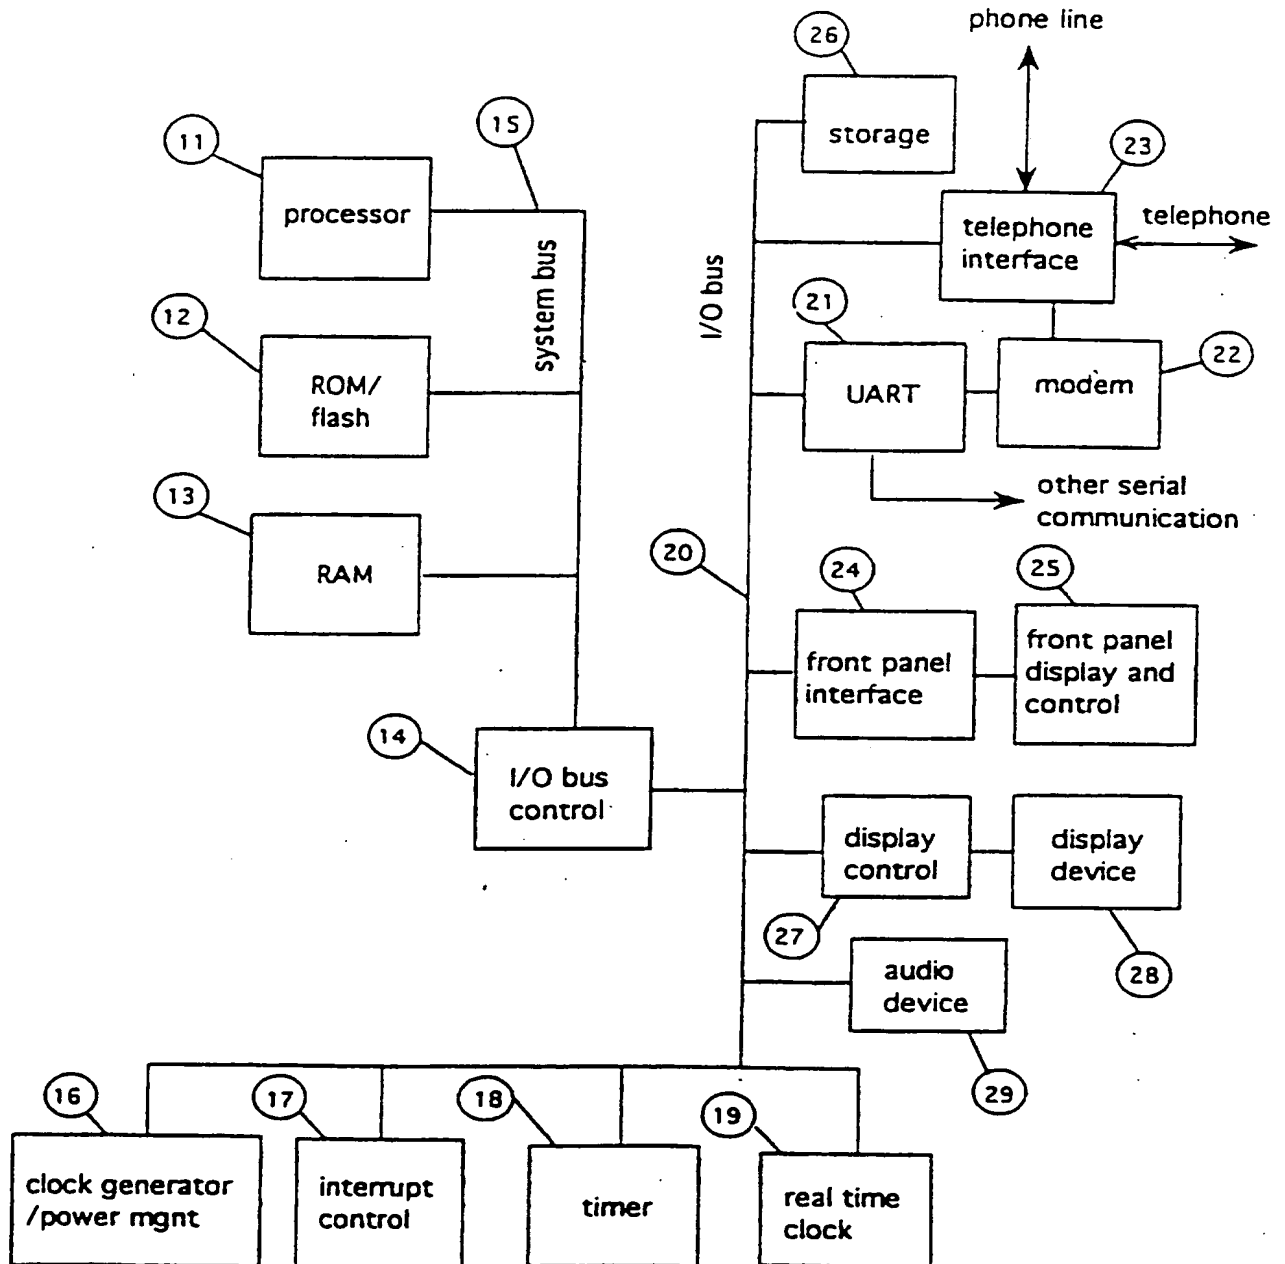 26
phone line
storage
15
11
23
processor
telephone
interface
telephone
system bus
I/O bus
12
21
22
ROM/
flash
UART
modem
13
other serial
communication
RAM
20
24
25
front panel
interface
front panel
display and
control
14
I/O bus
control
display
control
display
device
27
28
audio
device
29
16
17
18
19
clock generator
/power mgnt
interrupt
control
timer
real time
clock